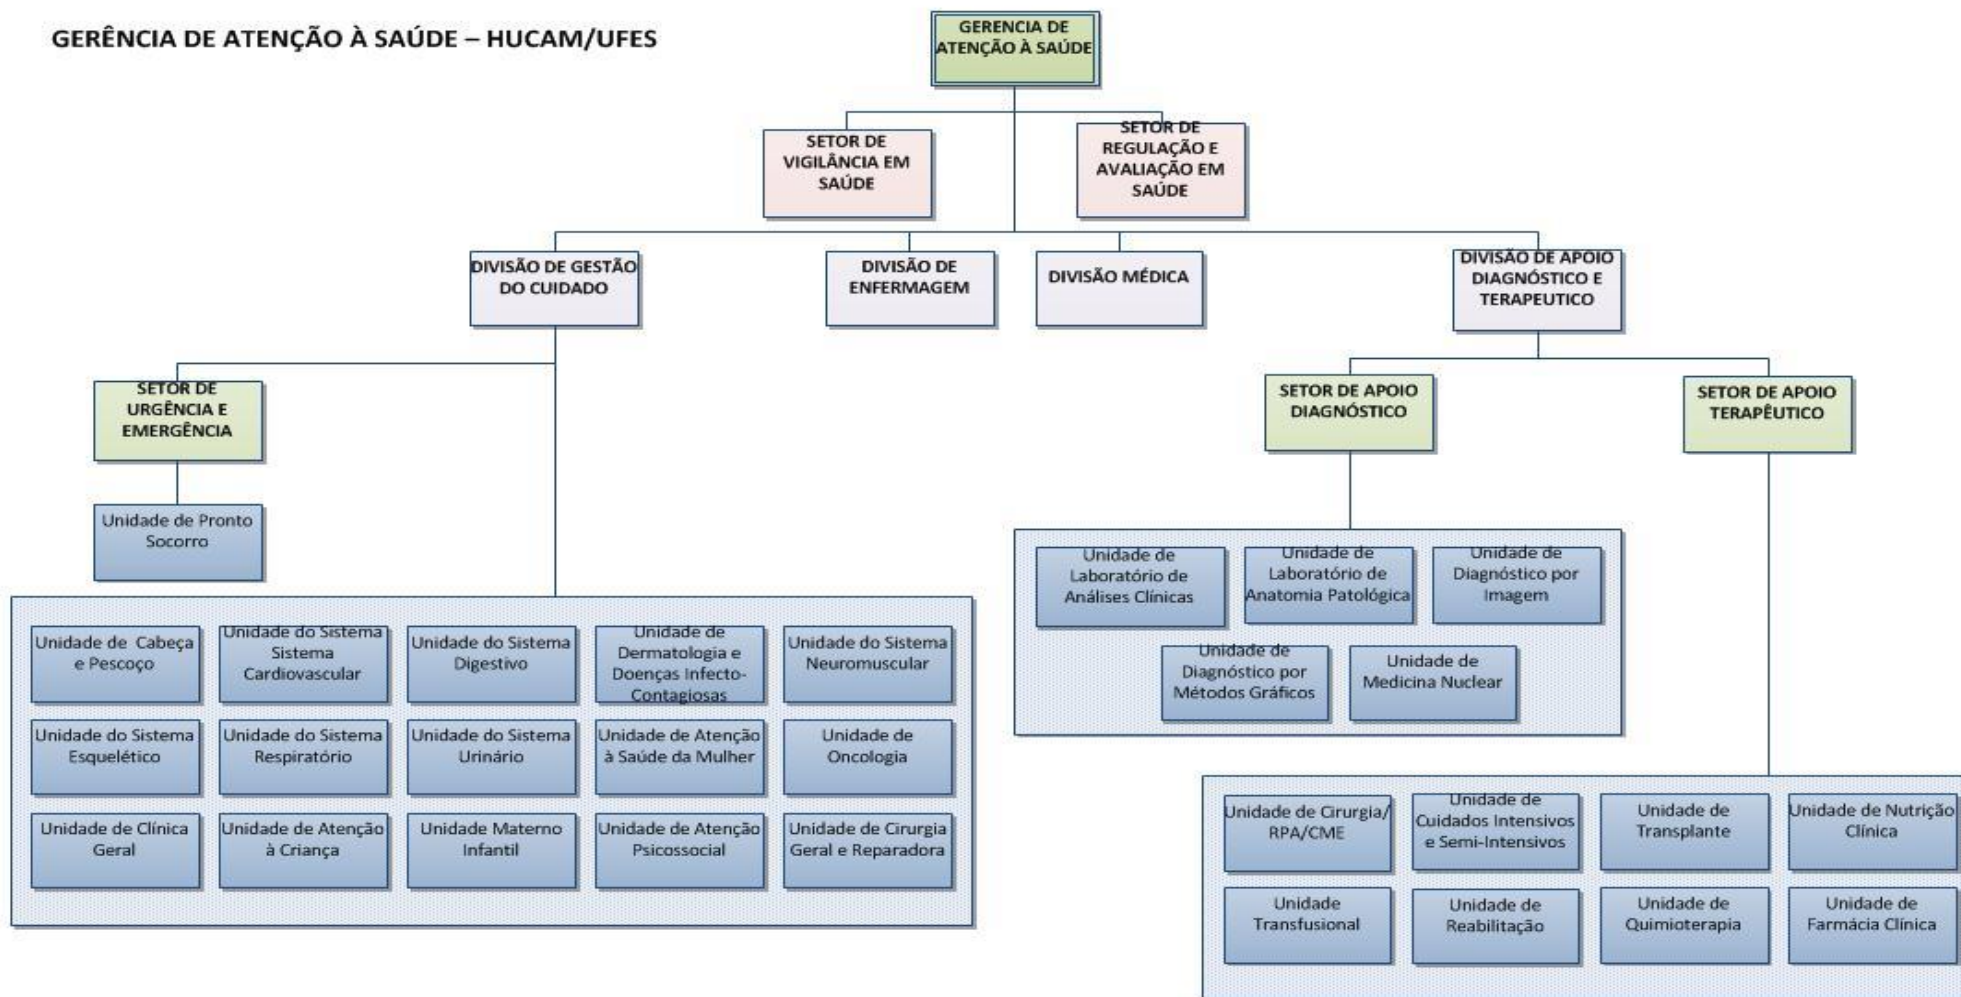 GERÊNCIA DE ATENÇÃO À SAÚDE – HUCAM/UFES
GERENCIA DE
ATENÇÃO À SAÚDE
SETOR DE
VIGILÂNCIA EM
SAÚDE
SETOR DE
REGULAÇÃO E
AVALIAÇÃO EM
SAÚDE
DIVISÃO DE GESTÃO
DO CUIDADO
DIVISÃO DE
ENFERMAGEM
DIVISÃO MÉDICA
DIVISÃO DE APOIO
DIAGNÓSTICO E
TERAPEUTICO
SETOR DE
URGÊNCIA E
EMERGÊNCIA
SETOR DE APOIO
DIAGNÓSTICO
SETOR DE APOIO
TERAPÊUTICO
Unidade de Pronto
Socorro
Unidade de
Laboratório de
Análises Clínicas
Unidade de
Laboratório de
Anatomia Patológica
Unidade de
Diagnóstico por
Imagem
Unidade de
Diagnóstico por
Métodos Gráficos
Unidade de
Medicina Nuclear
Unidade de Cabeça
e Pescoço
Unidade do Sistema
Sistema
Cardiovascular
Unidade do Sistema
Digestivo
Unidade de
Dermatologia e
Doenças Infecto-
Contagiosas
Unidade do Sistema
Neuromuscular
Unidade do Sistema
Esquelético
Unidade do Sistema
Respiratório
Unidade do Sistema
Urinário
Unidade de Atenção
à Saúde da Mulher
Unidade de
Oncologia
Unidade de Clínica
Geral
Unidade de Atenção
à Criança
Unidade Materno
Infantil
Unidade de Atenção
Psicossocial
Unidade de Cirurgia
Geral e Reparadora
Unidade de Cirurgia/
RPA/CME
Unidade de
Cuidados Intensivos
e Semi-Intensivos
Unidade de
Transplante
Unidade de Nutrição
Clínica
Unidade
Transfusional
Unidade de
Reabilitação
Unidade de
Quimioterapia
Unidade de
Farmácia Clínica